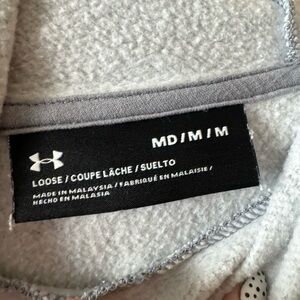 MD/M/M
LOOSE/COUPE LÂCHE/SUELTO
MADE IN MALAYSIA/FABRIQUÉ EN MALAISIE/
HECHO EN MALASIA